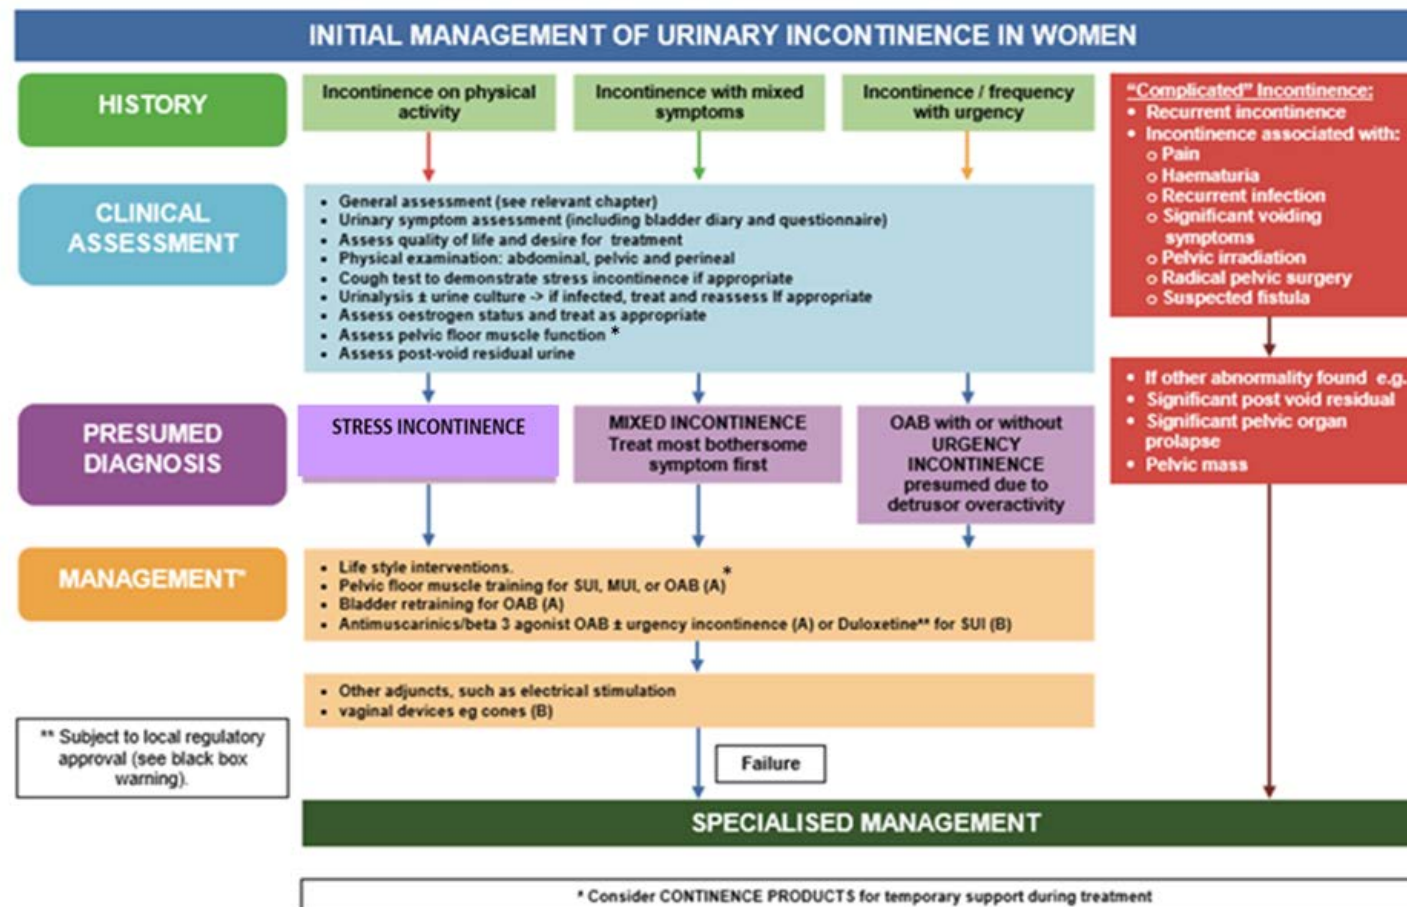 INITIAL MANAGEMENT OF URINARY INCONTINENCE IN WOMEN
HISTORY
Incontinence on physical
activity
Incontinence with mixed
symptoms
Incontinence / frequency
with urgency
"Complicated" Incontinence:
• Recurrent incontinence
• Incontinence associated with:
o Pain
o Haematuria
o Recurrent infection
o Significant voiding
symptoms
o Pelvic irradiation
o Radical pelvic surgery
o Suspected fistula
CLINICAL
ASSESSMENT
• General assessment (see relevant chapter)
• Urinary symptom assessment (including bladder diary and questionnaire)
• Assess quality of life and desire for treatment
• Physical examination: abdominal, pelvic and perineal
• Cough test to demonstrate stress incontinence if appropriate
• Urinalysis ± urine culture -> if infected, treat and reassess If appropriate
• Assess oestrogen status and treat as appropriate
• Assess pelvic floor muscle function *
• Assess post-void residual urine
• If other abnormality found e.g.
• Significant post void residual
• Significant pelvic organ
prolapse
• Pelvic mass
PRESUMED
DIAGNOSIS
STRESS INCONTINENCE
MIXED INCONTINENCE
Treat most bothersome
symptom first
OAB with or without
URGENCY
INCONTINENCE
presumed due to
detrusor overactivity
MANAGEMENT*
• Life style interventions.
• Pelvic floor muscle training for SUI, MUI, or OAB (A) *
• Bladder retraining for OAB (A)
• Antimuscarinics/beta 3 agonist OAB ± urgency incontinence (A) or Duloxetine** for SUI (B)
• Other adjuncts, such as electrical stimulation
• vaginal devices eg cones (B)
** Subject to local regulatory
approval (see black box
warning).
Failure
SPECIALISED MANAGEMENT
* Consider CONTINENCE PRODUCTS for temporary support during treatment